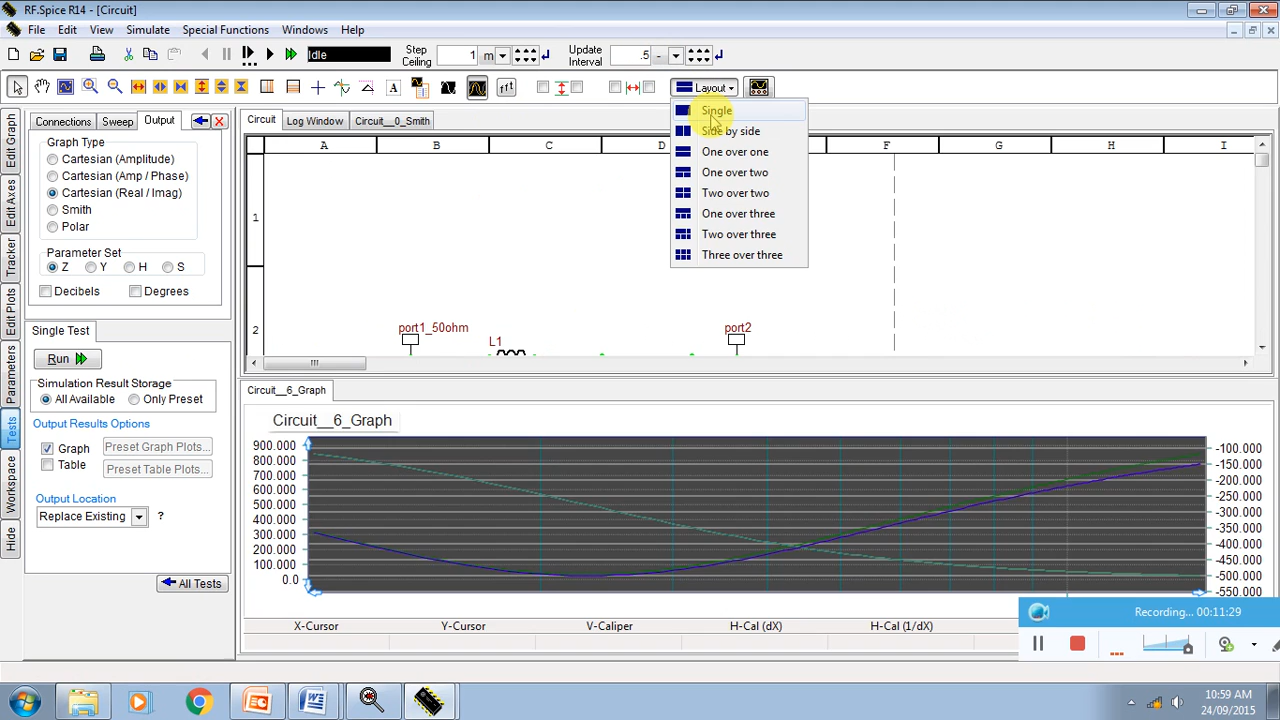 RF.Spice R14 - [Circuit]
File Edit View Simulate Special Functions Windows Help
Idle
Step Ceiling
1 m
Update Interval
.5 -
A
Layout
Single
Side by side
One over one
One over two
Two over two
One over three
Two over three
Three over three
Edit Graph
Edit Axes
Tracer
Edit Plots
Parameters
Tests
Workspace
Hide
Connections Sweep Output
Graph Type
Cartesian (Amplitude)
Cartesian (Amp / Phase)
Cartesian (Real / Imag)
Smith
Polar
Parameter Set
Z Y H S
Decibels Degrees
Single Test
Run
Simulation Result Storage
All Available Only Preset
Output Results Options
Graph Preset Graph Plots...
Table Preset Table Plots...
Output Location
Replace Existing ?
All Tests
Circuit Log Window Circuit__0_Smith
A B C D F G H I
1
2
port1_50ohm
L1
port2
Circuit__6_Graph
Circuit__6_Graph
900.000
800.000
700.000
600.000
500.000
400.000
300.000
200.000
100.000
0.0
-100.000
-150.000
-200.000
-250.000
-300.000
-350.000
-400.000
-450.000
-500.000
-550.000
X-Cursor Y-Cursor V-Caliper H-Cal (dX) H-Cal (1/dX)
Recording... 00:11:29
10:59 AM
24/09/2015